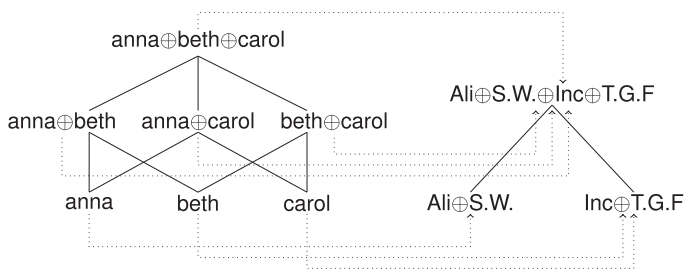 anna⊕beth⊕carol
Ali⊕S.W.⊕Inc⊕T.G.F
anna⊕beth anna⊕carol beth⊕carol
anna beth carol Ali⊕S.W. Inc⊕T.G.F